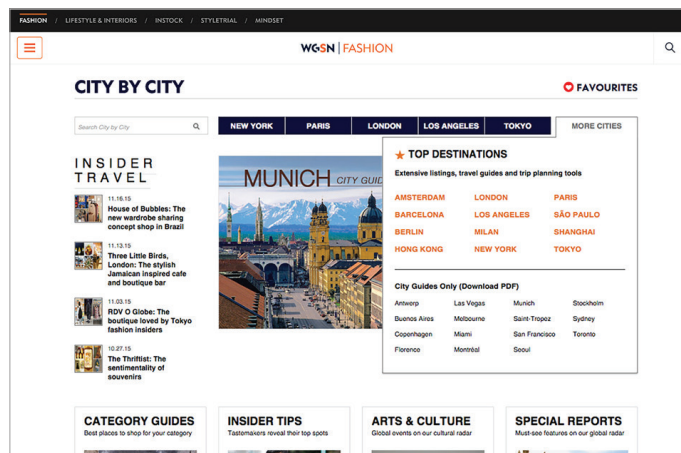 FASHION / LIFESTYLE & INTERIORS / INSTOCK / STYLETRIAL / MINDSET
WGSN | FASHION
CITY BY CITY
FAVOURITES
Search City by City
NEW YORK PARIS LONDON LOS ANGELES TOKYO MORE CITIES
INSIDER
TRAVEL
11.16.15
House of Bubbles: The
new wardrobe sharing
concept shop in Brazil
11.13.15
Three Little Birds,
London: The stylish
Jamaican inspired cafe
and boutique bar
11.03.15
RDV O Globe: The
boutique loved by Tokyo
fashion insiders
10.27.15
The Thriftist: The
sentimentality of
souvenirs
MUNICH CITY GUID
TOP DESTINATIONS
Extensive listings, travel guides and trip planning tools
AMSTERDAM LONDON PARIS
BARCELONA LOS ANGELES SÃO PAULO
BERLIN MILAN SHANGHAI
HONG KONG NEW YORK TOKYO
City Guides Only (Download PDF)
Antwerp Las Vegas Munich Stockholm
Buenos Aires Melbourne Saint-Tropez Sydney
Copenhagen Miami San Francisco Toronto
Florence Montréal Seoul
CATEGORY GUIDES
Best places to shop for your category
INSIDER TIPS
Tastemakers reveal their top spots
ARTS & CULTURE
Global events on our cultural radar
SPECIAL REPORTS
Must-see features on our global radar